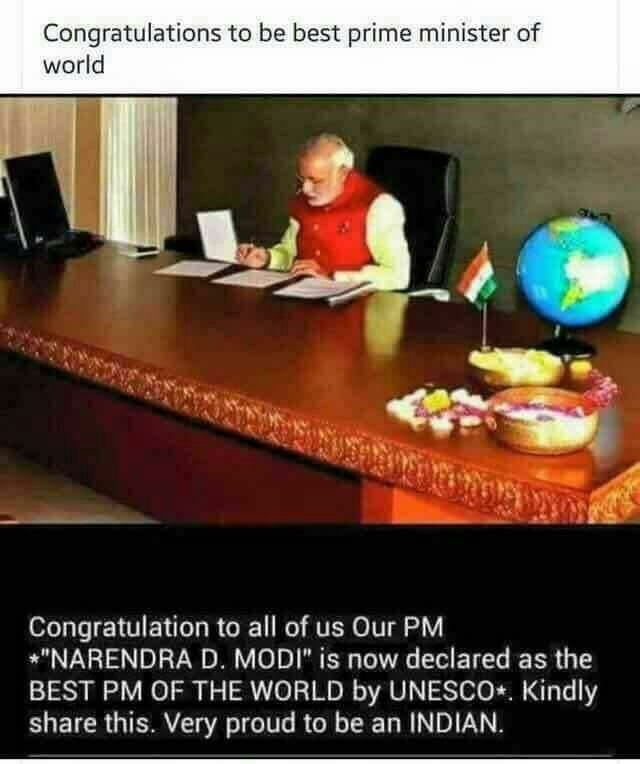 Congratulations to be best prime minister of
world
Congratulation to all of us Our PM
*"NARENDRA D. MODI" is now declared as the
BEST PM OF THE WORLD by UNESCO*. Kindly
share this. Very proud to be an INDIAN.